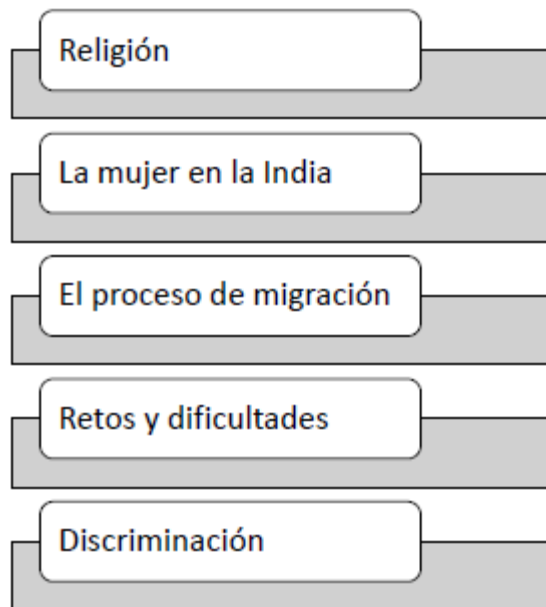 Religión
La mujer en la India
El proceso de migración
Retos y dificultades
Discriminación